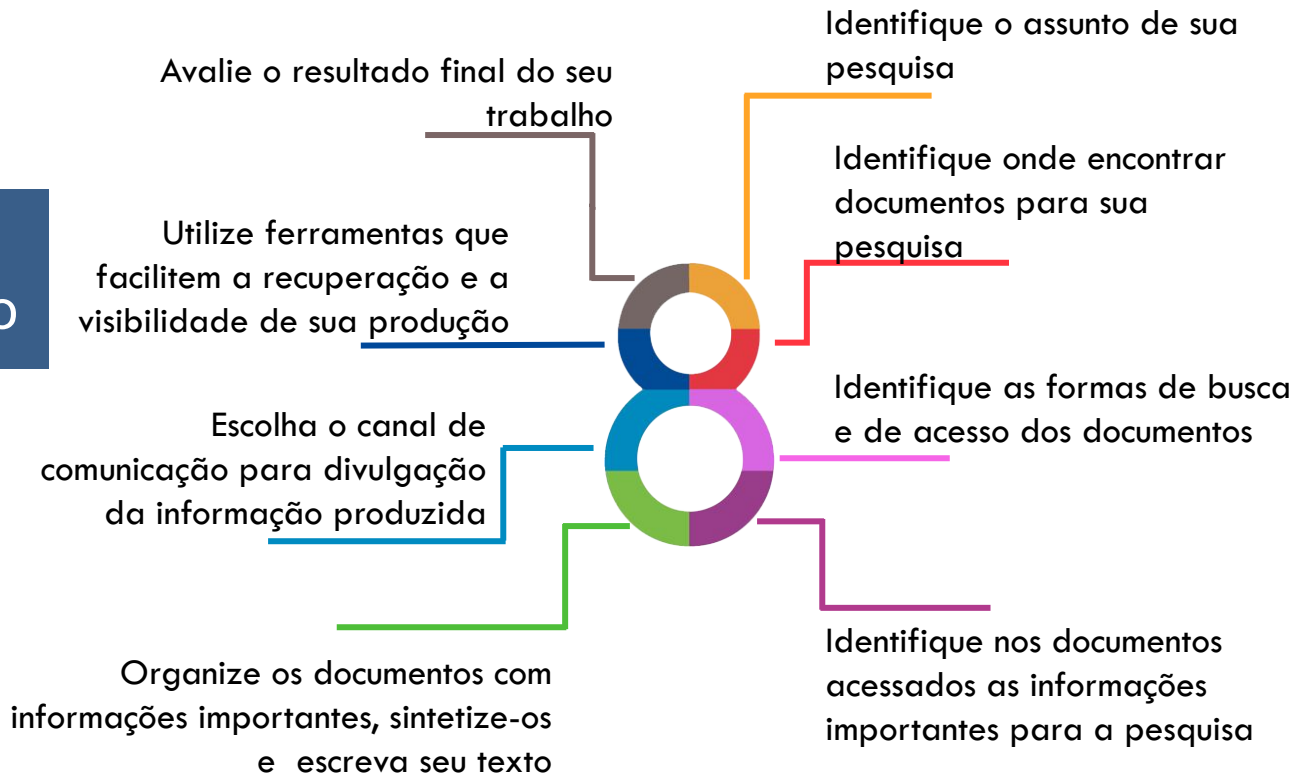 Identifique o assunto de sua
pesquisa
Identifique onde encontrar
documentos para sua
pesquisa
Identifique as formas de busca
e de acesso dos documentos
Identifique nos documentos
acessados as informações
importantes para a pesquisa
Organize os documentos com
informações importantes, sintetize-os
e escreva seu texto
Escolha o canal de
comunicação para divulgação
da informação produzida
Utilize ferramentas que
facilitem a recuperação e a
visibilidade de sua produção
Avalie o resultado final do seu
trabalho